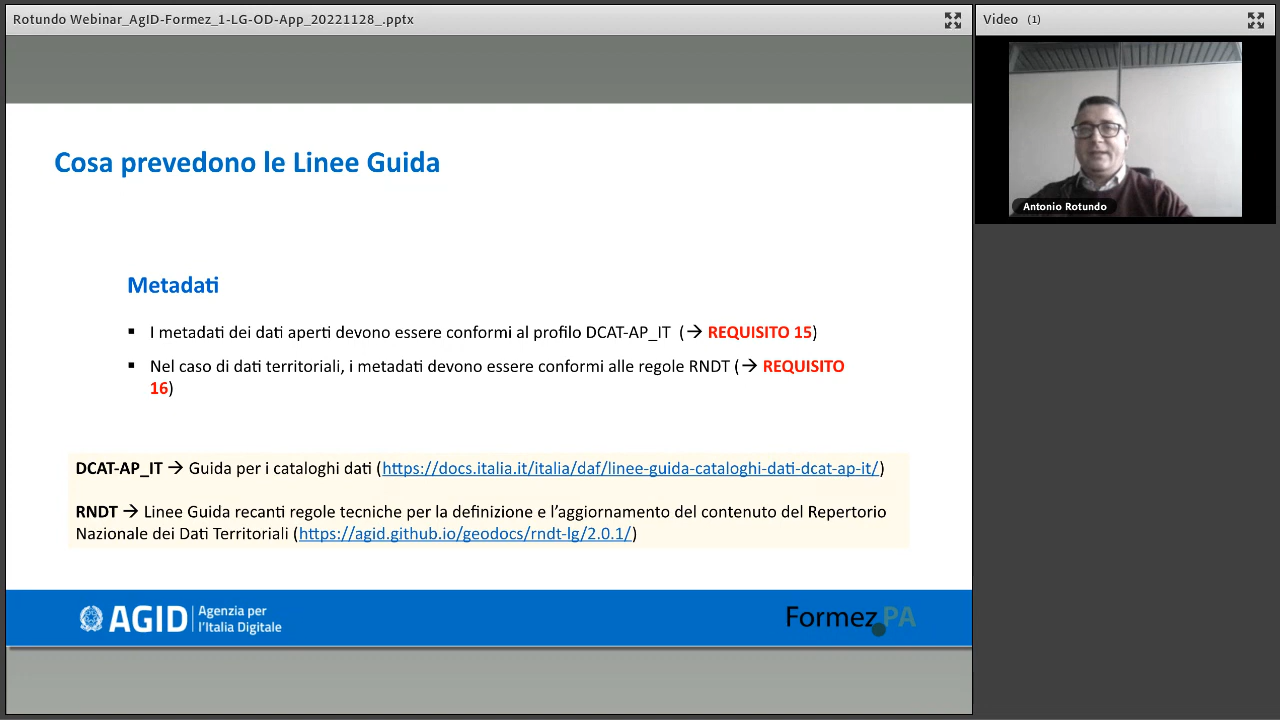 Rotundo Webinar_AgID-Formez_1-LG-OD-App_20221128_.pptx
Video (1)
Antonio Rotundo
Cosa prevedono le Linee Guida
Metadati
▪ I metadati dei dati aperti devono essere conformi al profilo DCAT-AP_IT (→ REQUISITO 15)
▪ Nel caso di dati territoriali, i metadati devono essere conformi alle regole RNDT (→ REQUISITO
16)
DCAT-AP_IT → Guida per i cataloghi dati (https://docs.italia.it/italia/daf/linee-guida-cataloghi-dati-dcat-ap-it/)
RNDT → Linee Guida recanti regole tecniche per la definizione e l'aggiornamento del contenuto del Repertorio
Nazionale dei Dati Territoriali (https://agid.github.io/geodocs/rndt-lg/2.0.1/)
AGID Agenzia per
l'Italia Digitale
Formez PA